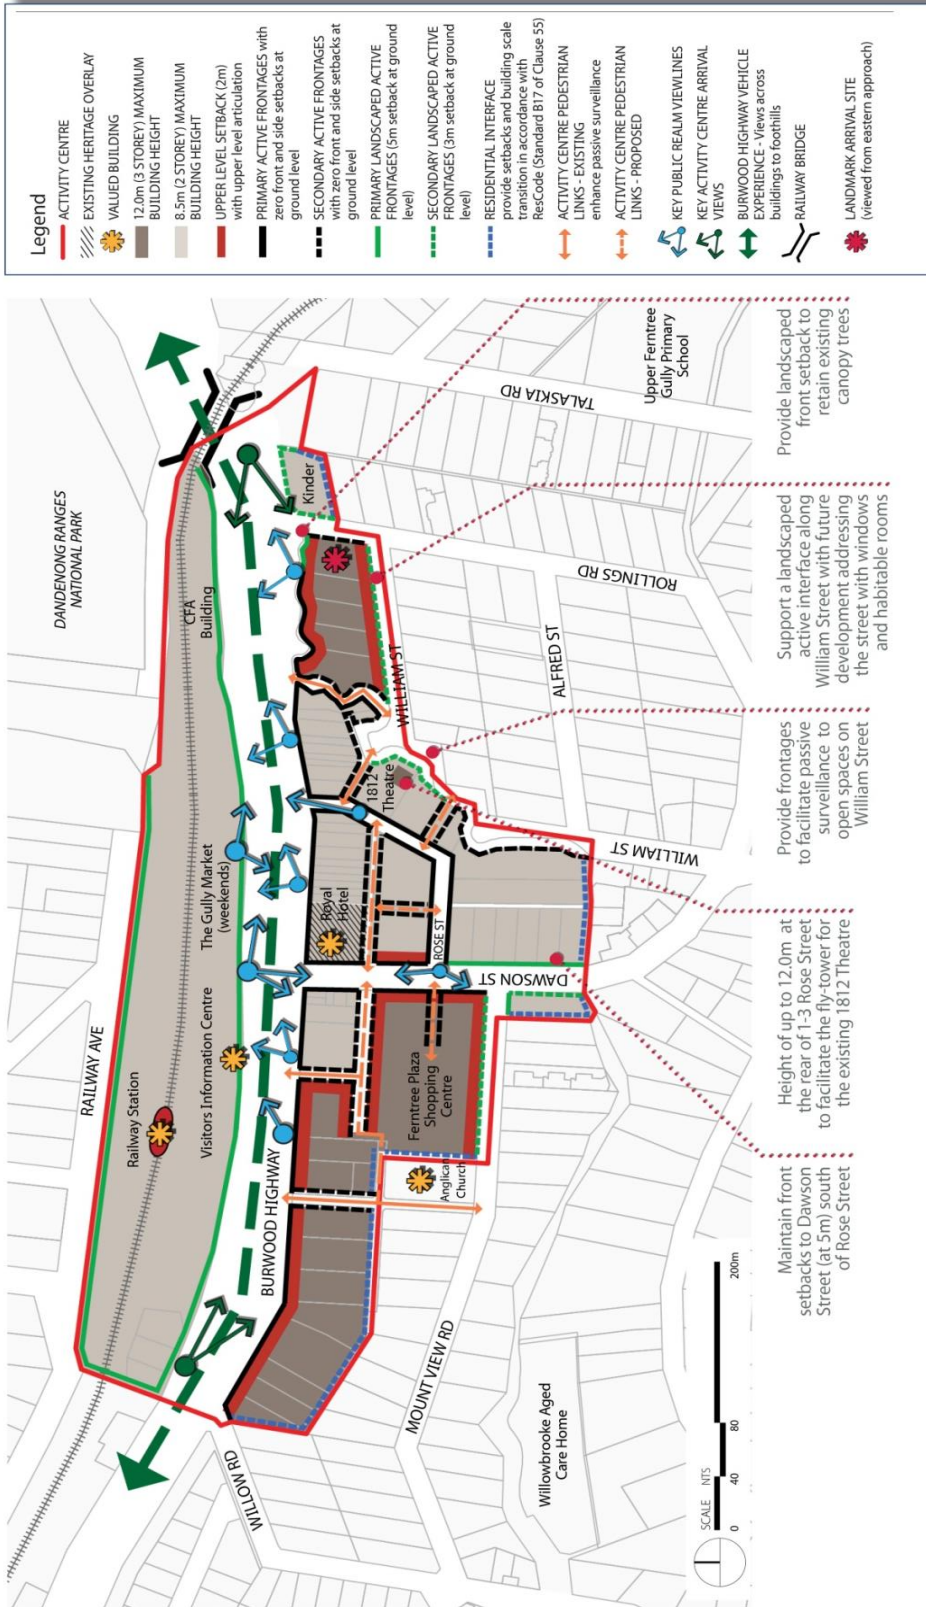 Legend
ACTIVITY CENTRE
EXISTING HERITAGE OVERLAY
VALUED BUILDING
12.0m (3 STOREY) MAXIMUM
BUILDING HEIGHT
8.5m (2 STOREY) MAXIMUM
BUILDING HEIGHT
UPPER LEVEL SETBACK (2m)
with upper level articulation
PRIMARY ACTIVE FRONTAGES with
zero front and side setbacks at
ground level
SECONDARY ACTIVE FRONTAGES
with zero front and side setbacks at
ground level
PRIMARY LANDSCAPED ACTIVE
FRONTAGES (5m setback at ground
level)
SECONDARY LANDSCAPED ACTIVE
FRONTAGES (3m setback at ground
level)
RESIDENTIAL INTERFACE
provide setbacks and building scale
transition in accordance with
ResCode (Standard B17 of Clause 55)
ACTIVITY CENTRE PEDESTRIAN
LINKS - EXISTING
enhance passive surveillance
ACTIVITY CENTRE PEDESTRIAN
LINKS - PROPOSED
KEY PUBLIC REALM VIEWLINES
KEY ACTIVITY CENTRE ARRIVAL
VIEWS
BURWOOD HIGHWAY VEHICLE
EXPERIENCE - Views across
buildings to foothills
RAILWAY BRIDGE
LANDMARK ARRIVAL SITE
(viewed from eastern approach)
DANDENONG RANGES
NATIONAL PARK
RAILWAY AVE
Railway Station
Visitors Information Centre
The Gully Market
(weekends)
CFA
Building
BURWOOD HIGHWAY
Kinder
Royal
Hotel
1812
Theatre
WILLIAM ST
ROSE ST
DAWSON ST
Ferntree Plaza
Shopping
Centre
Anglican
Church
WILLIAM ST
ALFRED ST
ROLLINGS RD
TALASKIA RD
Upper Ferntree
Gully Primary
School
WILLOW RD
MOUNT VIEW RD
Willowbrooke Aged
Care Home
SCALE NTS
0 40 80 200m
Maintain front
setbacks to Dawson
Street (at 5m) south
of Rose Street
Height of up to 12.0m at
the rear of 1-3 Rose Street
to facilitate the fly-tower for
the existing 1812 Theatre
Provide frontages
to facilitate passive
surveillance to
open spaces on
William Street
Support a landscaped
active interface along
William Street with future
development addressing
the street with windows
and habitable rooms
Provide landscaped
front setback to
retain existing
canopy trees